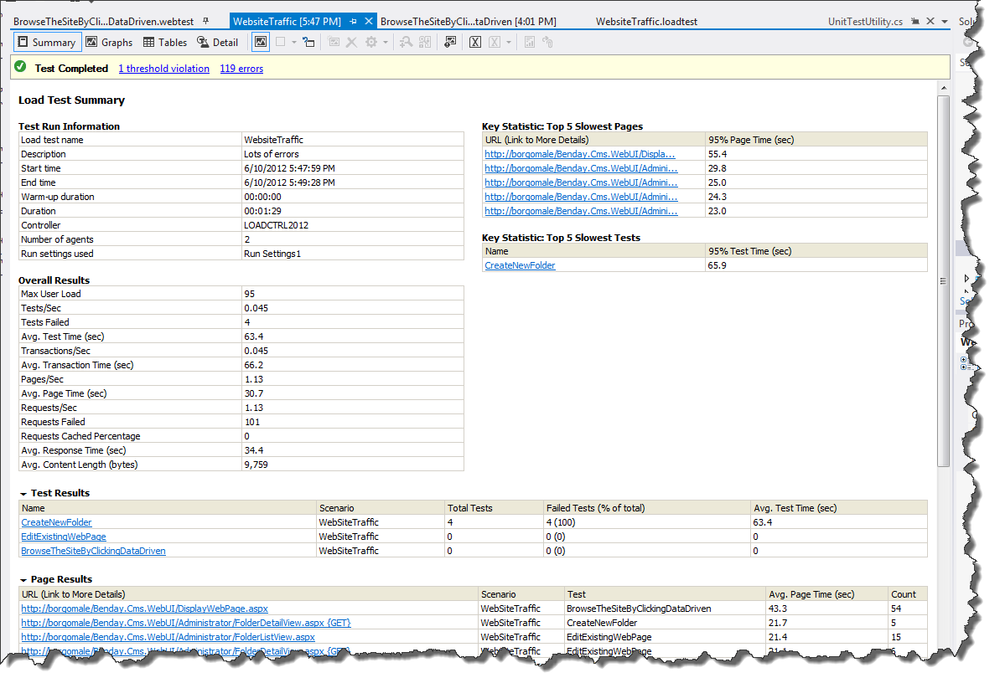 BrowseTheSiteByCli...DataDriven.webtest WebsiteTraffic [5:47 PM] BrowseTheSiteByCli...taDriven [4:01 PM] WebsiteTraffic.loadtest UnitTestUtility.cs
Summary Graphs Tables Detail
Test Completed 1 threshold violation 119 errors
Load Test Summary
Test Run Information
Load test name WebsiteTraffic
Description Lots of errors
Start time 6/10/2012 5:47:59 PM
End time 6/10/2012 5:49:28 PM
Warm-up duration 00:00:00
Duration 00:01:29
Controller LOADCTRL2012
Number of agents 2
Run settings used Run Settings1
Key Statistic: Top 5 Slowest Pages
URL (Link to More Details) 95% Page Time (sec)
http://borgomale/Benday.Cms.WebUI/Displa... 55.4
http://borgomale/Benday.Cms.WebUI/Admini... 29.8
http://borgomale/Benday.Cms.WebUI/Admini... 25.0
http://borgomale/Benday.Cms.WebUI/Admini... 24.3
http://borgomale/Benday.Cms.WebUI/Admini... 23.0
Key Statistic: Top 5 Slowest Tests
Name 95% Test Time (sec)
CreateNewFolder 65.9
Overall Results
Max User Load 95
Tests/Sec 0.045
Tests Failed 4
Avg. Test Time (sec) 63.4
Transactions/Sec 0.045
Avg. Transaction Time (sec) 66.2
Pages/Sec 1.13
Avg. Page Time (sec) 30.7
Requests/Sec 1.13
Requests Failed 101
Requests Cached Percentage 0
Avg. Response Time (sec) 34.4
Avg. Content Length (bytes) 9,759
Test Results
Name Scenario Total Tests Failed Tests (% of total) Avg. Test Time (sec)
CreateNewFolder WebSiteTraffic 4 4 (100) 63.4
EditExistingWebPage WebSiteTraffic 0 0 (0) 0
BrowseTheSiteByClickingDataDriven WebSiteTraffic 0 0 (0) 0
Page Results
URL (Link to More Details) Scenario Test Avg. Page Time (sec) Count
http://borgomale/Benday.Cms.WebUI/DisplayWebPage.aspx WebSiteTraffic BrowseTheSiteByClickingDataDriven 43.3 54
http://borgomale/Benday.Cms.WebUI/Administrator/FolderDetailView.aspx {GET} WebSiteTraffic CreateNewFolder 21.7 5
http://borgomale/Benday.Cms.WebUI/Administrator/FolderListView.aspx WebSiteTraffic EditExistingWebPage 21.4 15
http://borgomale/Benday.Cms.WebUI/Administrator/FolderDetailView.aspx {GET} WebSiteTraffic EditExistingWebPage